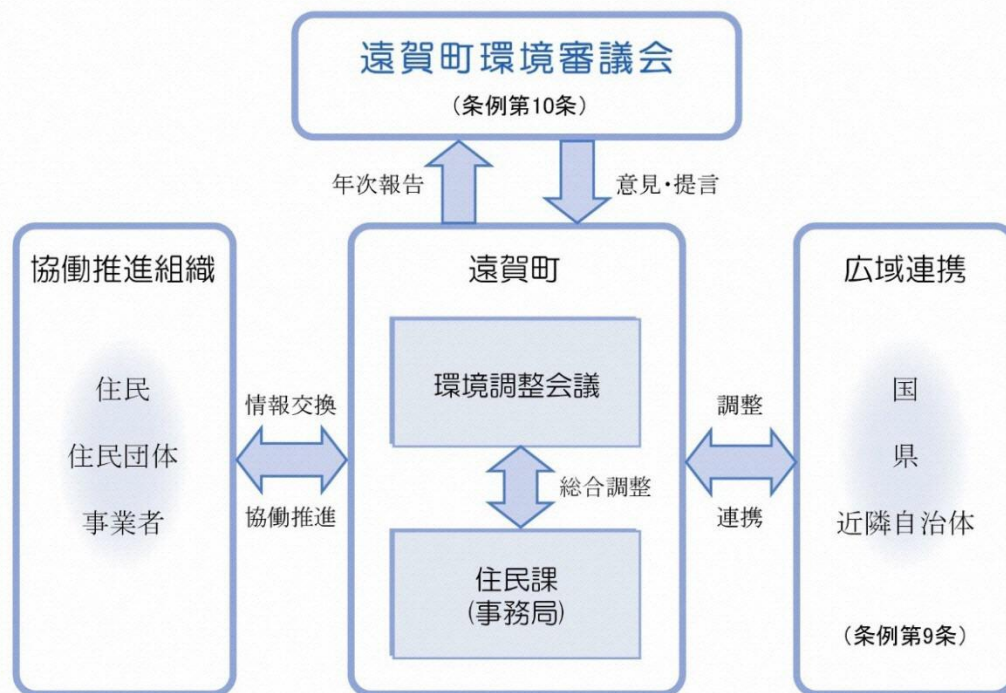 遠賀町環境審議会
（条例第10条）
年次報告
意見・提言
協働推進組織
住民
住民団体
事業者
情報交換
協働推進
遠賀町
環境調整会議
総合調整
住民課
（事務局）
調整
連携
広域連携
国
県
近隣自治体
（条例第9条）